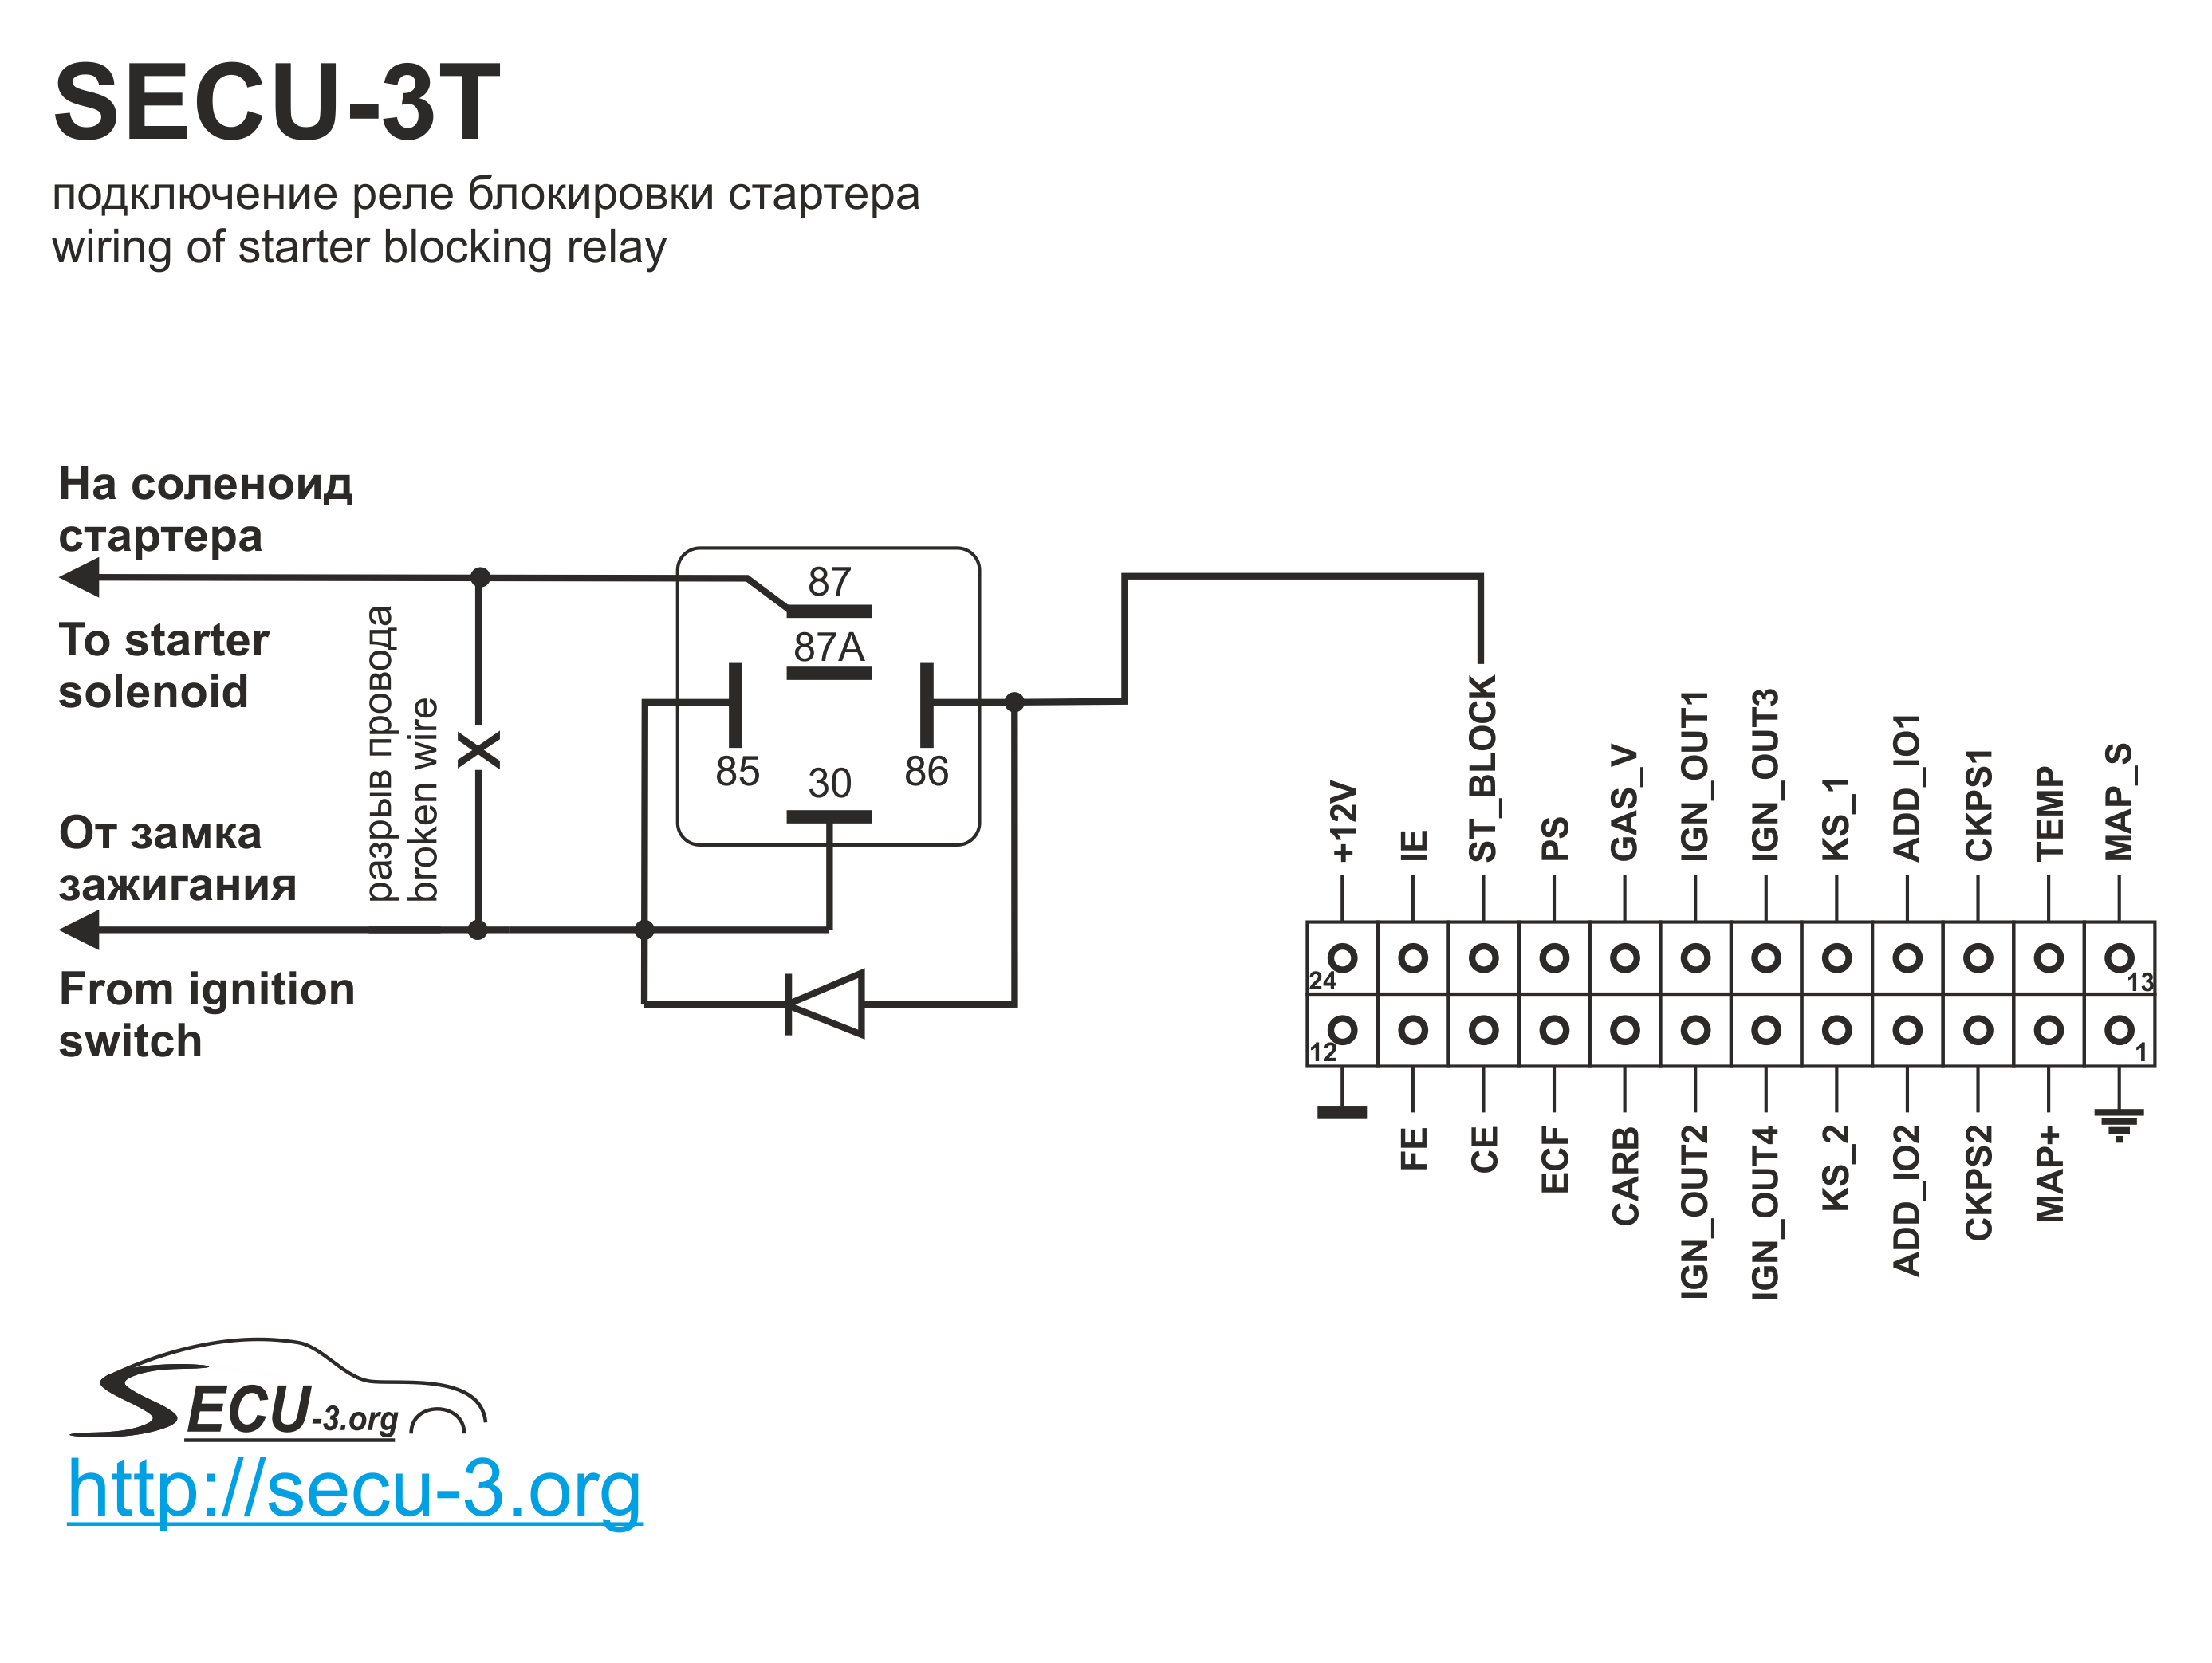 SECU-3T
подключение реле блокировки стартера
wiring of starter blocking relay
На соленоид
стартера
To starter
solenoid
разрыв провода
broken wire
X
От замка
зажигания
From ignition
switch
87
87A
85
86
30
+12V
IE
ST_BLOCK
PS
GAS_V
IGN_OUT1
IGN_OUT3
KS_1
ADD_IO1
CKPS1
TEMP
MAP_S
24
13
12
1
FE
CE
ECF
CARB
IGN_OUT2
IGN_OUT4
KS_2
ADD_IO2
CKPS2
MAP+
SECU-3.org
http://secu-3.org